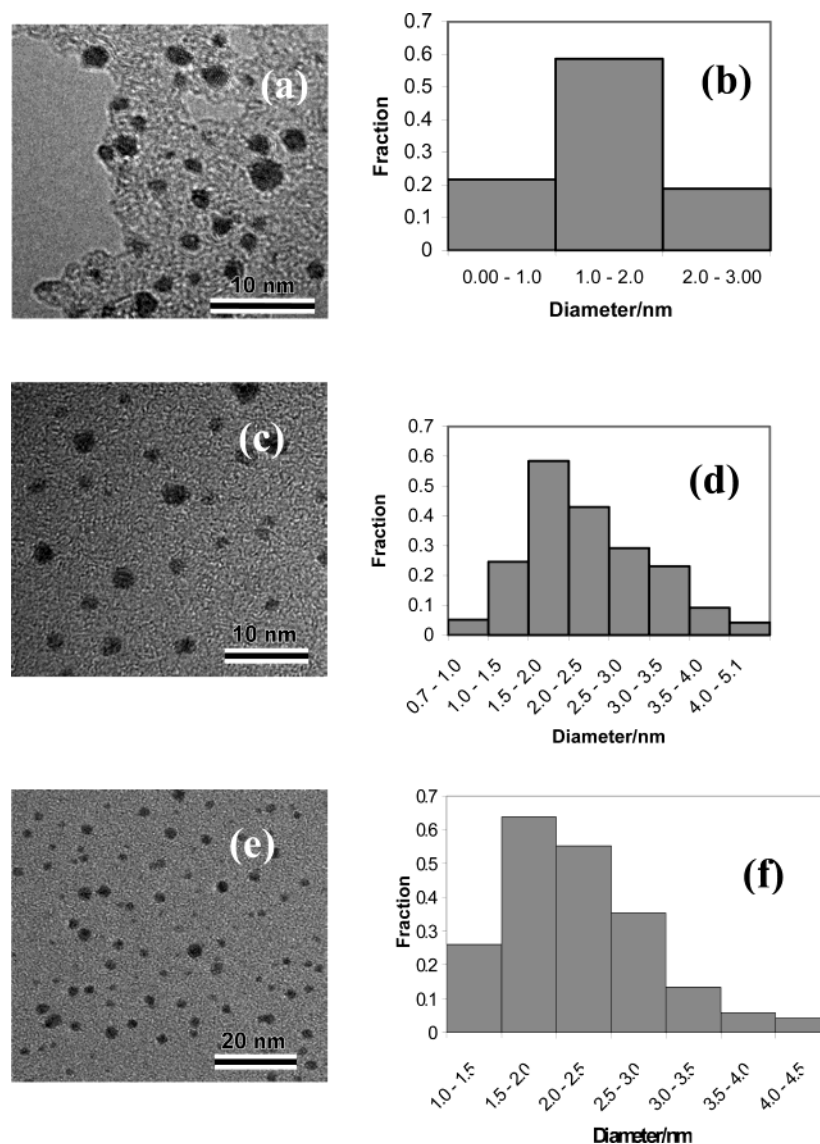 (a)
10 nm
0.7
0.6
0.5
0.4
0.3
0.2
0.1
0
Fraction
(b)
0.00 - 1.0 1.0 - 2.0 2.0 - 3.00
Diameter/nm
(c)
10 nm
0.7
0.6
0.5
0.4
0.3
0.2
0.1
0
Fraction
(d)
0.7 - 1.0
1.0 - 1.5
1.5 - 2.0
2.0 - 2.5
2.5 - 3.0
3.0 - 3.5
3.5 - 4.0
4.0 - 5.1
Diameter/nm
(e)
20 nm
0.7
0.6
0.5
0.4
0.3
0.2
0.1
0
Fraction
(f)
1.0 - 1.5
1.5 - 2.0
2.0 - 2.5
2.5 - 3.0
3.0 - 3.5
3.5 - 4.0
4.0 - 4.5
Diameter/nm